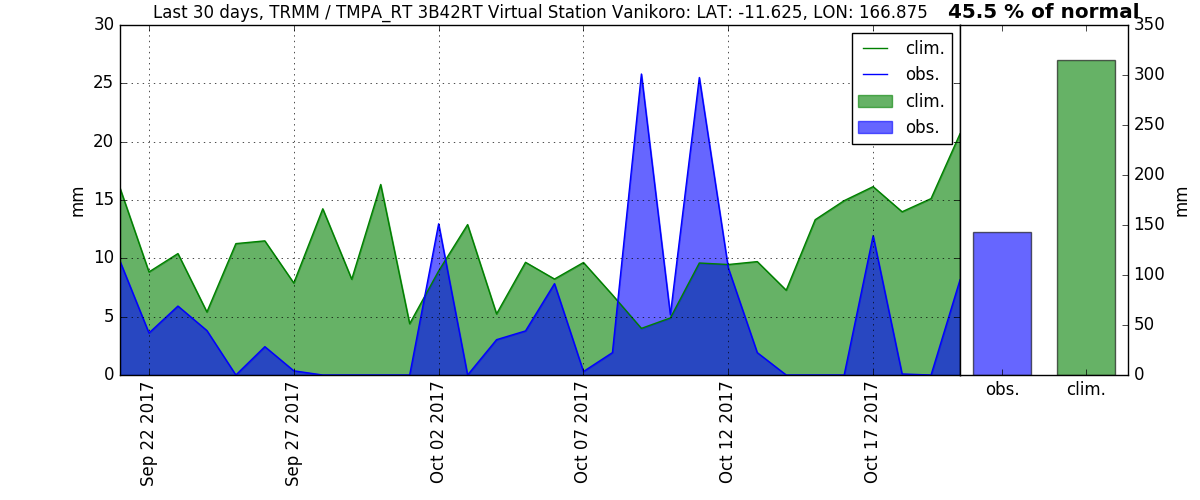 Last 30 days, TRMM / TMPA_RT 3B42RT Virtual Station Vanikoro: LAT: -11.625, LON: 166.875
45.5 % of normal
30
25
20
15
10
5
0
mm
clim.
obs.
clim.
obs.
Sep 22 2017
Sep 27 2017
Oct 02 2017
Oct 07 2017
Oct 12 2017
Oct 17 2017
350
300
250
200
150
100
50
0
mm
obs.
clim.